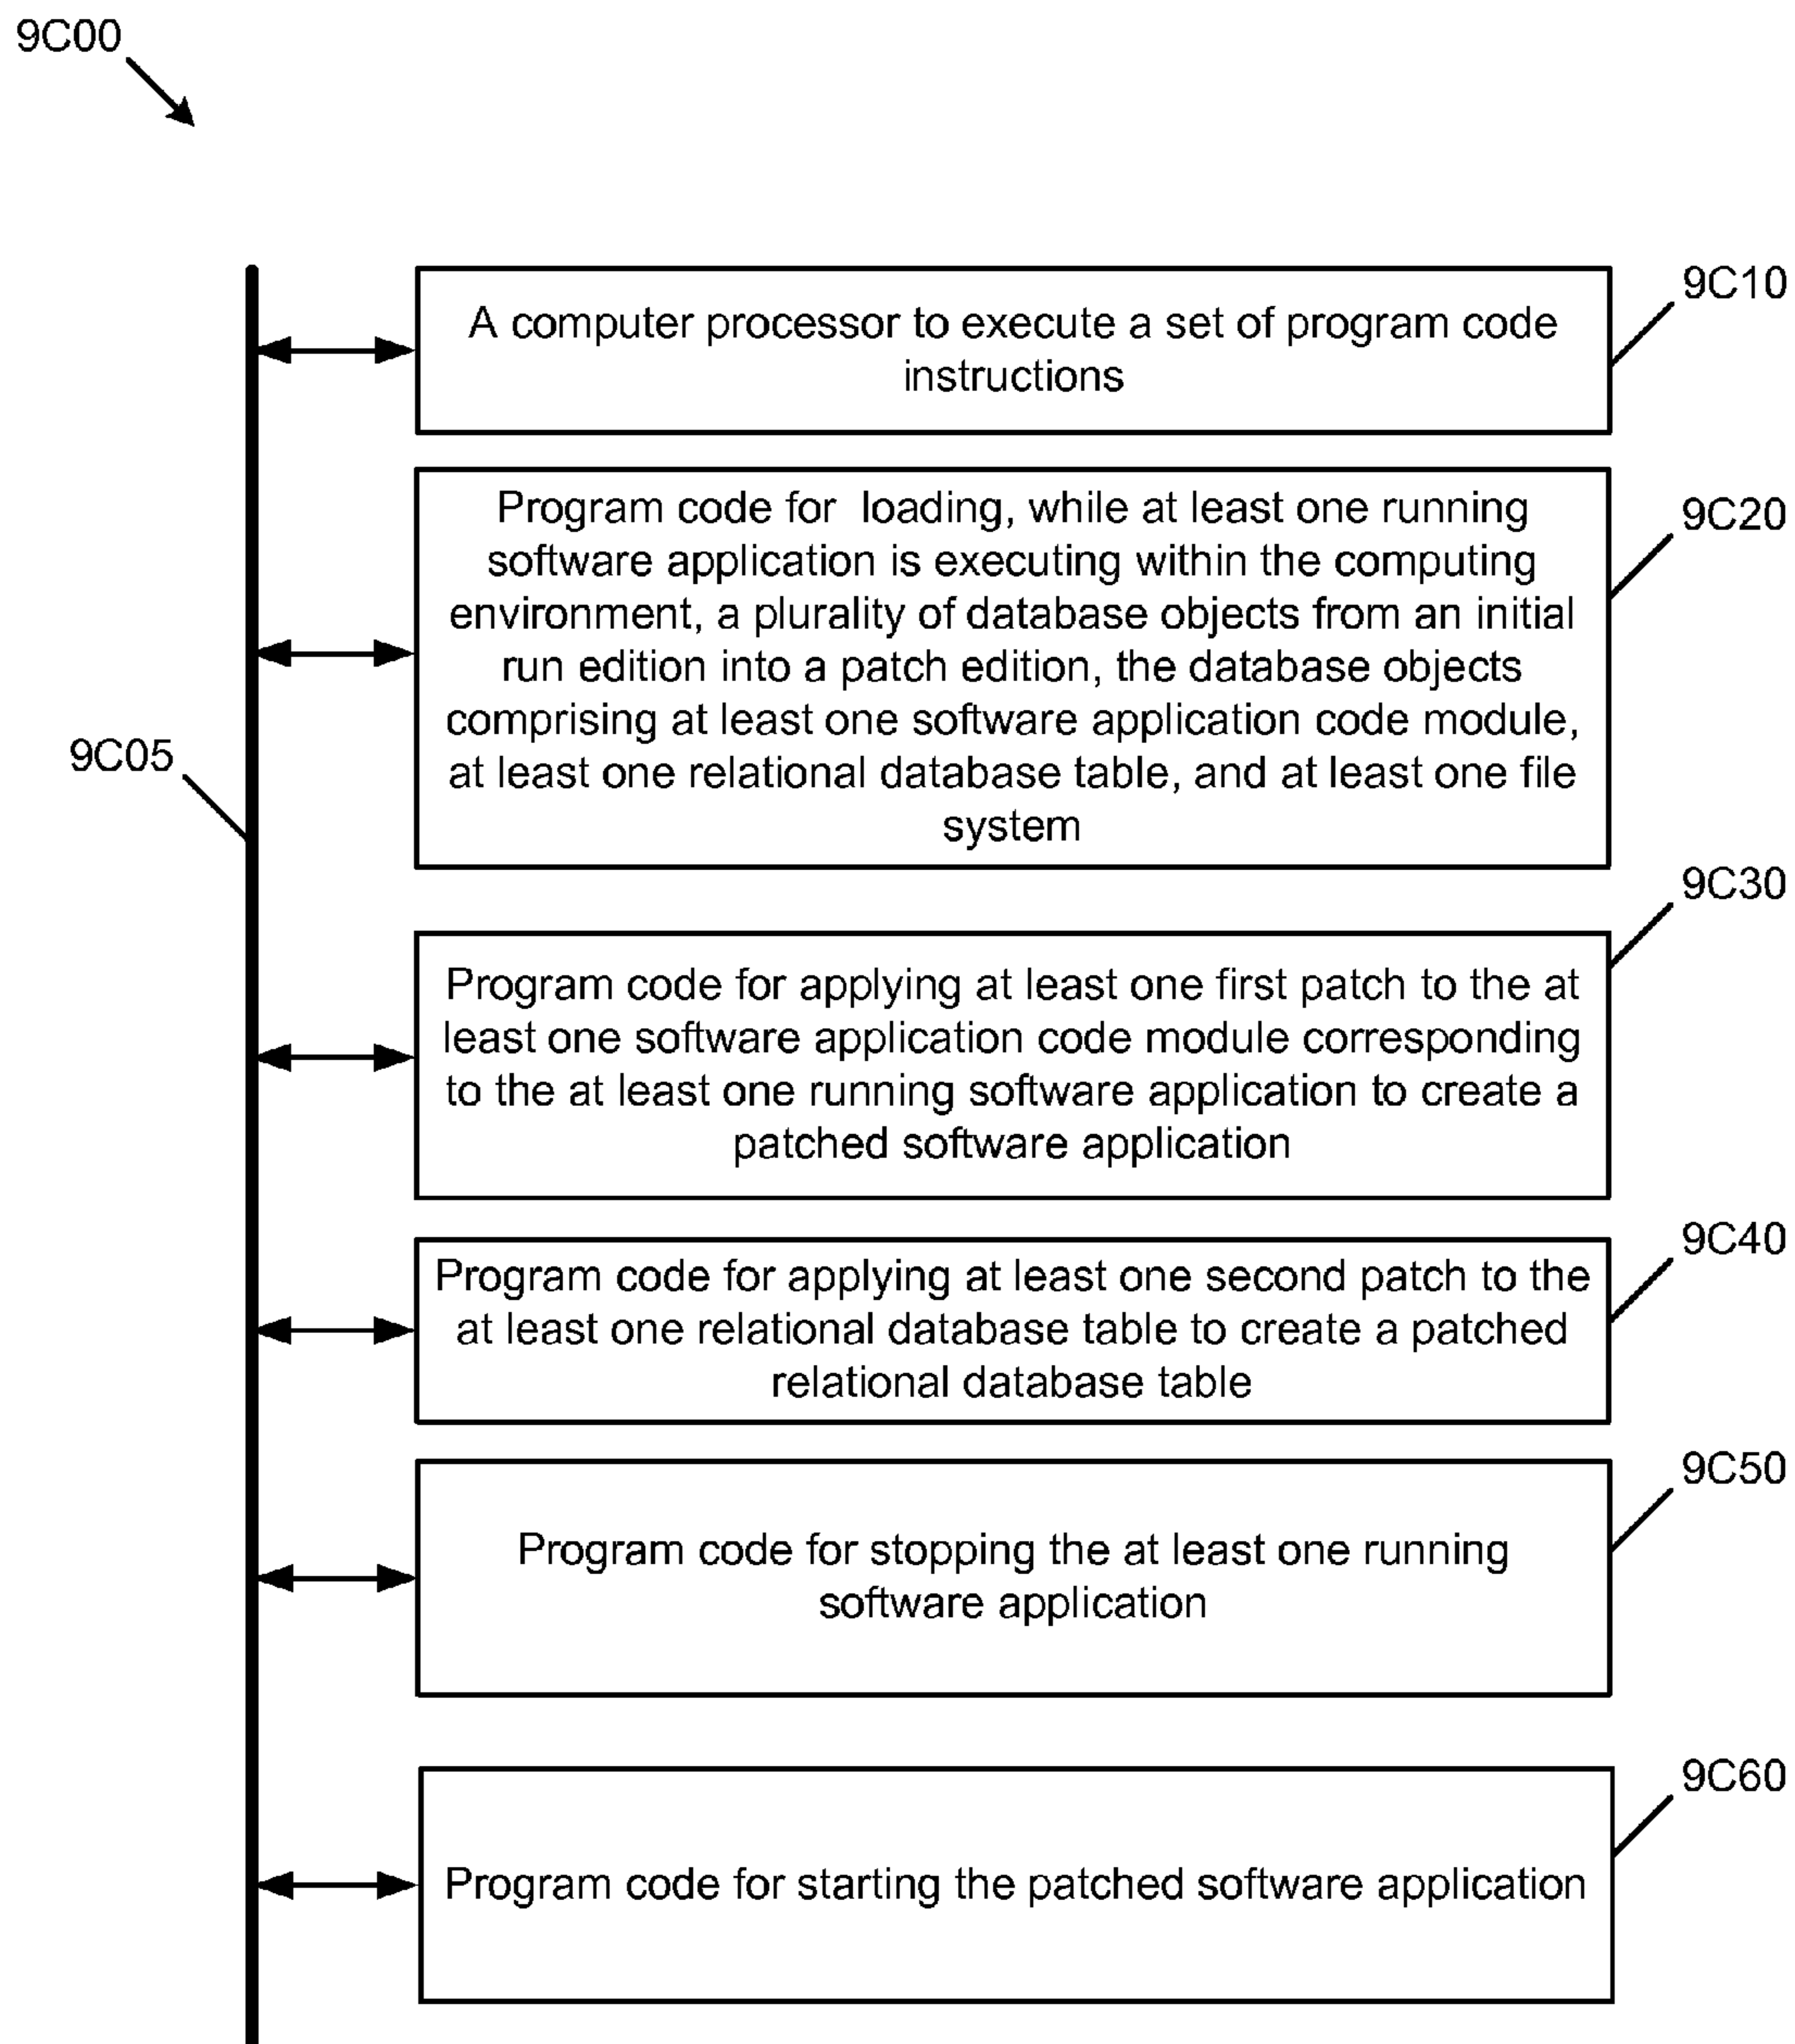 9C00
9C10
A computer processor to execute a set of program code
instructions
9C20
Program code for loading, while at least one running
software application is executing within the computing
environment, a plurality of database objects from an initial
run edition into a patch edition, the database objects
comprising at least one software application code module,
at least one relational database table, and at least one file
system
9C05
9C30
Program code for applying at least one first patch to the at
least one software application code module corresponding
to the at least one running software application to create a
patched software application
9C40
Program code for applying at least one second patch to the
at least one relational database table to create a patched
relational database table
9C50
Program code for stopping the at least one running
software application
9C60
Program code for starting the patched software application